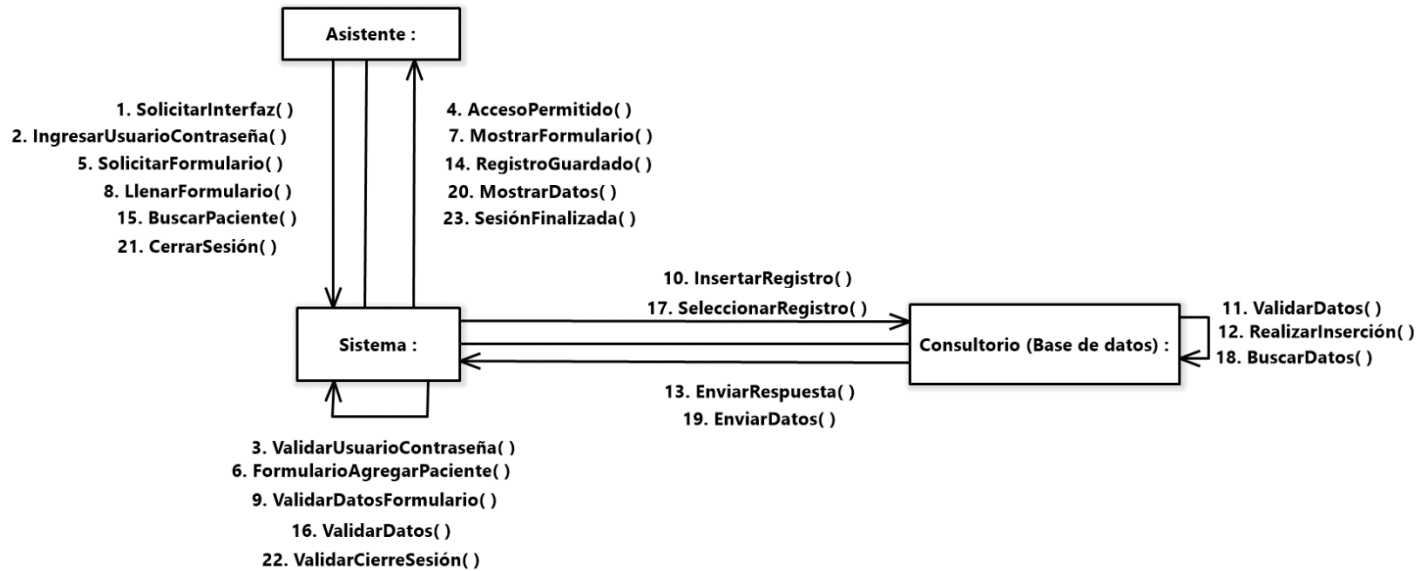 Asistente :
1. SolicitarInterfaz( )
2. IngresarUsuarioContraseña( )
5. SolicitarFormulario( )
8. LlenarFormulario( )
15. BuscarPaciente( )
21. CerrarSesión( )
4. AccesoPermitido( )
7. MostrarFormulario( )
14. RegistroGuardado( )
20. MostrarDatos( )
23. SesiónFinalizada( )
10. InsertarRegistro( )
17. SeleccionarRegistro( )
Sistema :
Consultorio (Base de datos) :
11. ValidarDatos( )
12. RealizarInserción( )
18. BuscarDatos( )
13. EnviarRespuesta( )
19. EnviarDatos( )
3. ValidarUsuarioContraseña( )
6. FormularioAgregarPaciente( )
9. ValidarDatosFormulario( )
16. ValidarDatos( )
22. ValidarCierreSesión( )